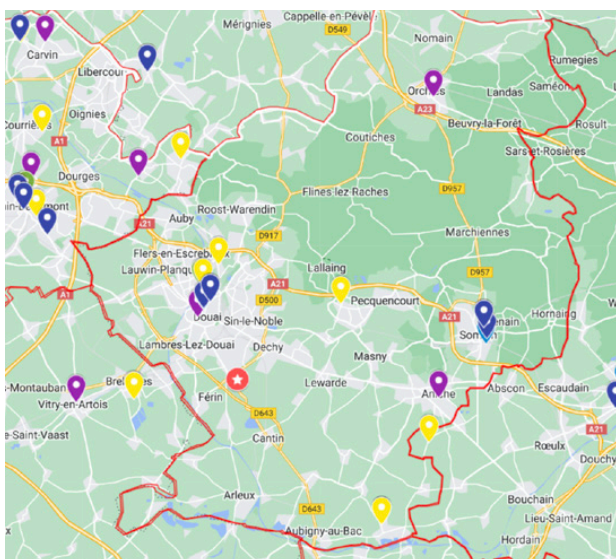 Cappelle-en-Pévèle
Mérignies
D549
Nomain
Rumegies
Carvin
Libercourt
Saméon
Landas
Orchies
A23
Beuvry-la-Forêt
Rosult
Oignies
Courrières
A1
Coutiches
Sars-et-Rosières
Dourges
Flines-lez-Raches
D957
A21
Auby
Roost-Warendin
D917
Marchiennes
Flers-en-Escrebieux
Lauwin-Planque
Lallaing
D957
A1
A21
Pecquencourt
D500
Douai
Sin-le-Noble
A21
Hornaing
Lambres-Lez-Douai
Dechy
Masny
Vitry-en-Artois
Férin
Lewarde
Aniche
Abscon
Escaudain
D643
Cantin
A21
Rœulx
Douchy
Arleux
Bouchain
D643
Aubigny-au-Bac
Lieu-Saint-Amand
Hordain